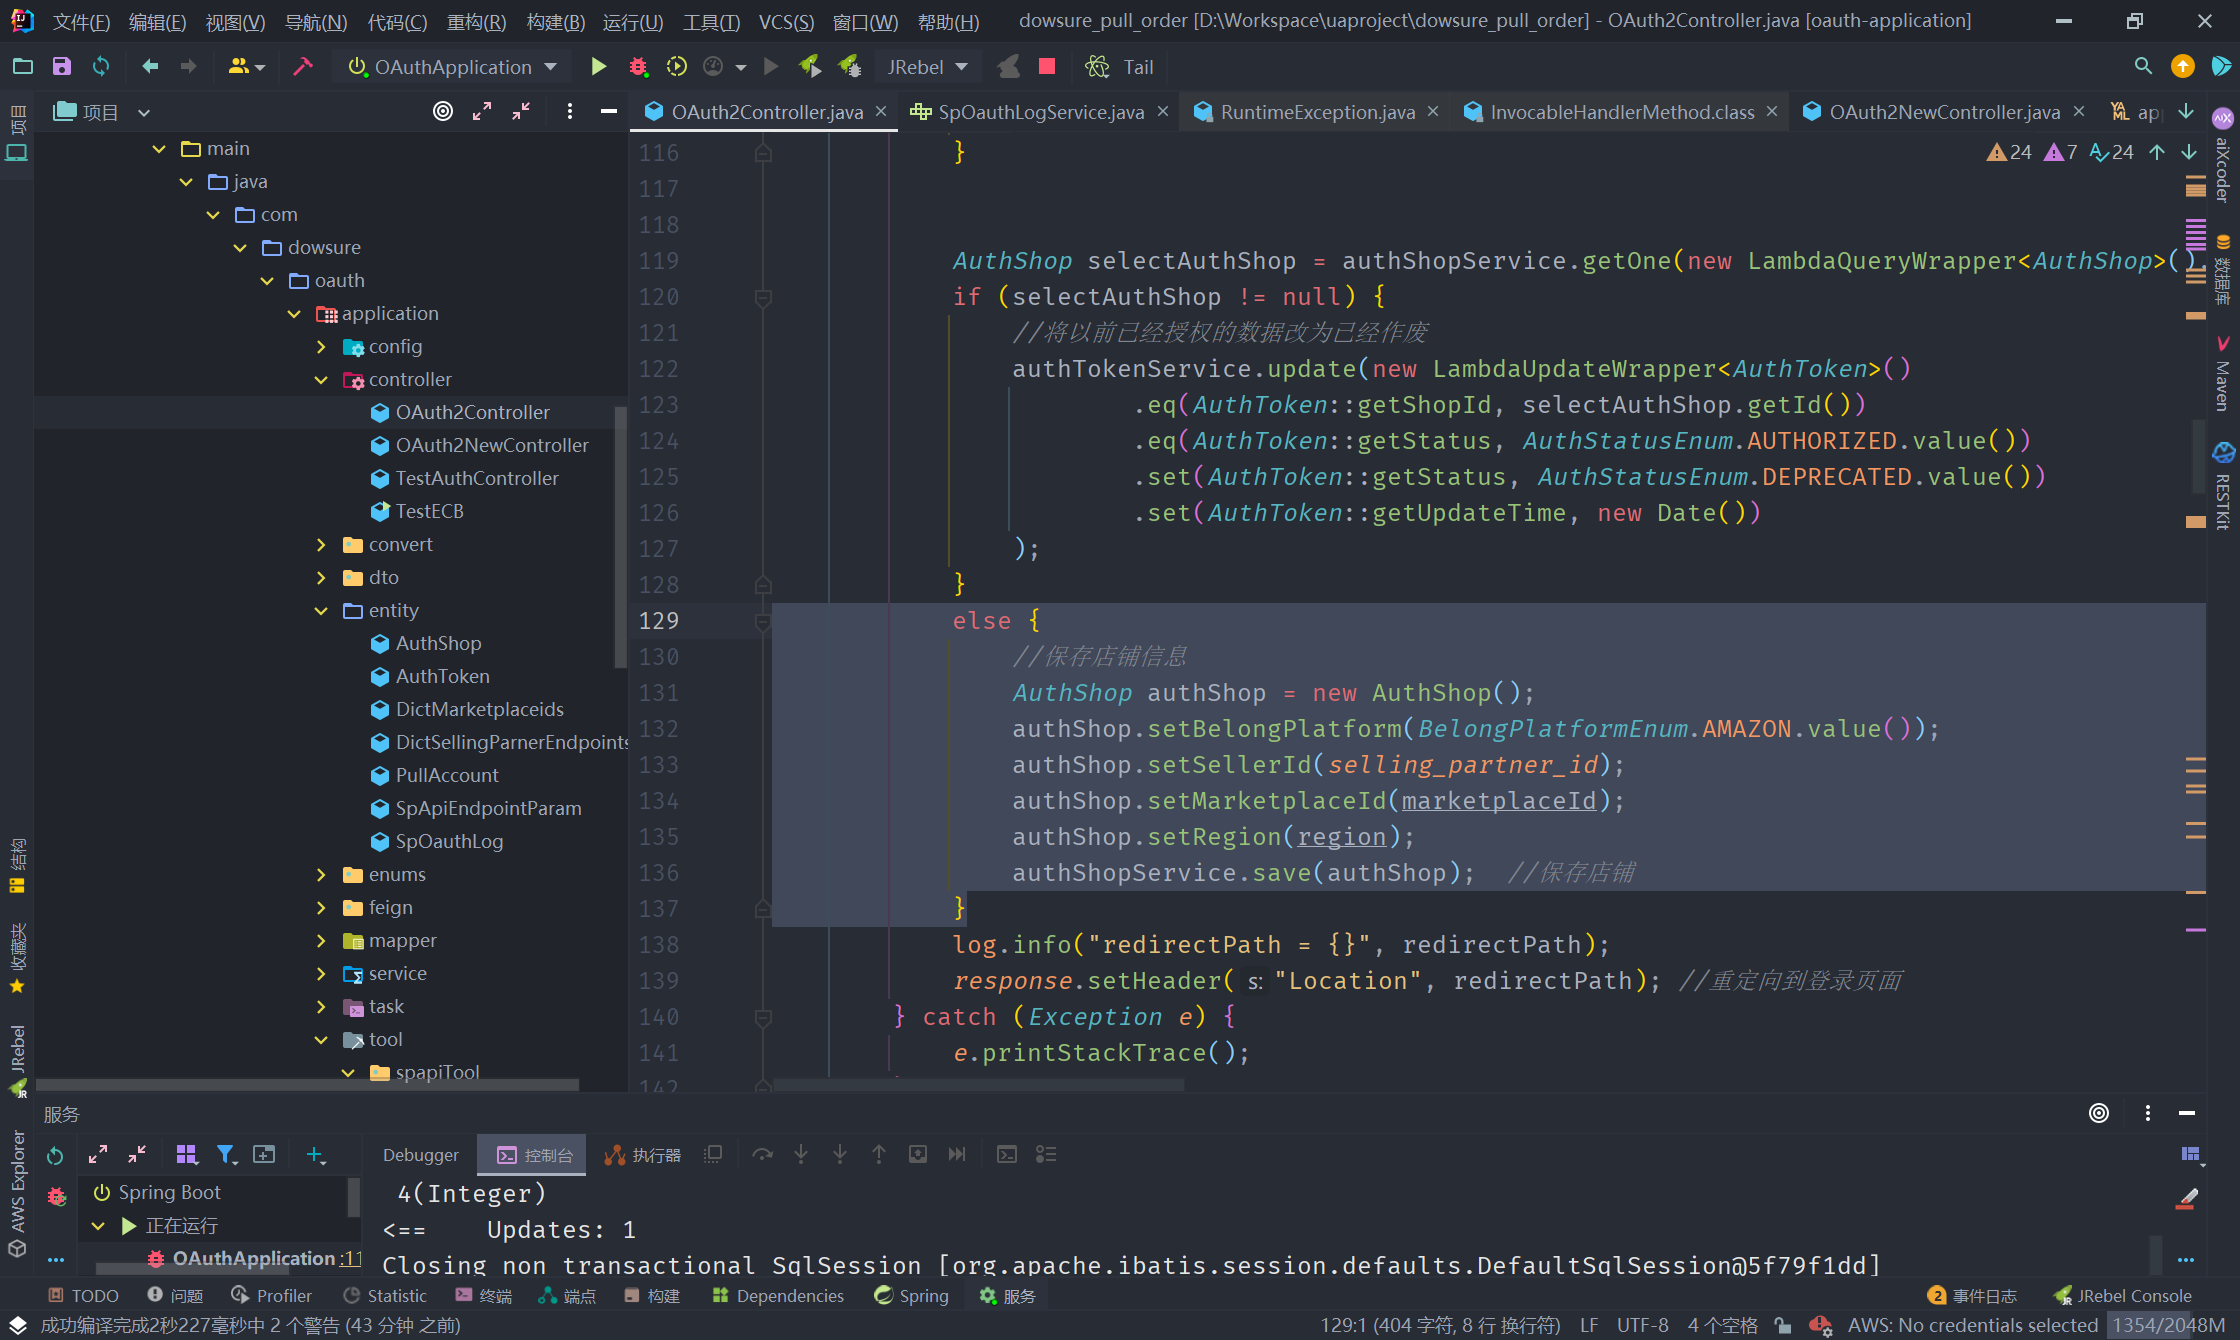 文件(F) 编辑(E) 视图(V) 导航(N) 代码(C) 重构(R) 构建(B) 运行(U) 工具(T) VCS(S) 窗口(W) 帮助(H) dowsure_pull_order [D:\Workspace\uaproject\dowsure_pull_order] - OAuth2Controller.java [oauth-application]
OAuthApplication JRebel Tail
项目 OAuth2Controller.java SpOauthLogService.java RuntimeException.java InvocableHandlerMethod.class OAuth2NewController.java
24 7 24
main
java
com
dowsure
oauth
application
config
controller
OAuth2Controller
OAuth2NewController
TestAuthController
TestECB
convert
dto
entity
AuthShop
AuthToken
DictMarketplaceids
DictSellingParnerEndpoints
PullAccount
SpApiEndpointParam
SpOauthLog
enums
feign
mapper
service
task
tool
spapiTool
116 }
117
118
119 AuthShop selectAuthShop = authShopService.getOne(new LambdaQueryWrapper<AuthShop>()
120 if (selectAuthShop != null) {
121 //将以前已经授权的数据改为已经作废
122 authTokenService.update(new LambdaUpdateWrapper<AuthToken>()
123 .eq(AuthToken::getShopId, selectAuthShop.getId())
124 .eq(AuthToken::getStatus, AuthStatusEnum.AUTHORIZED.value())
125 .set(AuthToken::getStatus, AuthStatusEnum.DEPRECATED.value())
126 .set(AuthToken::getUpdateTime, new Date())
127 );
128 }
129 else {
130 //保存店铺信息
131 AuthShop authShop = new AuthShop();
132 authShop.setBelongPlatform(BelongPlatformEnum.AMAZON.value());
133 authShop.setSellerId(selling_partner_id);
134 authShop.setMarketplaceId(marketplaceId);
135 authShop.setRegion(region);
136 authShopService.save(authShop); //保存店铺
137 }
138 log.info("redirectPath = {}", redirectPath);
139 response.setHeader( s: "Location", redirectPath); //重定向到登录页面
140 } catch (Exception e) {
141 e.printStackTrace();
142
项目
结构
收藏夹
JRebel
AWS Explorer
aiXcoder
数据库
Maven
RESTKit
服务
Debugger 控制台 执行器
Spring Boot
正在运行
OAuthApplication :11
4(Integer)
<== Updates: 1
Closing non transactional SqlSession [org.apache.ibatis.session.defaults.DefaultSqlSession@5f79f1dd]
TODO 问题 Profiler Statistic 终端 端点 构建 Dependencies Spring 服务 2 事件日志 JRebel Console
成功编译完成2秒227毫秒中 2 个警告 (43 分钟 之前) 129:1 (404 字符, 8 行 换行符) LF UTF-8 4 个空格 AWS: No credentials selected 1354/2048M